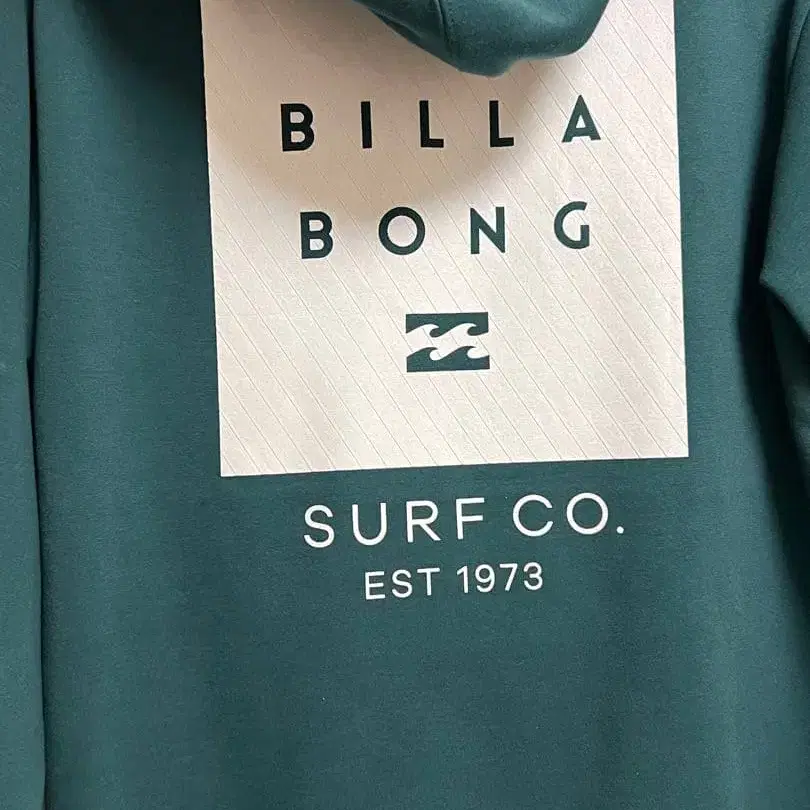 BILLA
BONG
SURF CO.
EST 1973